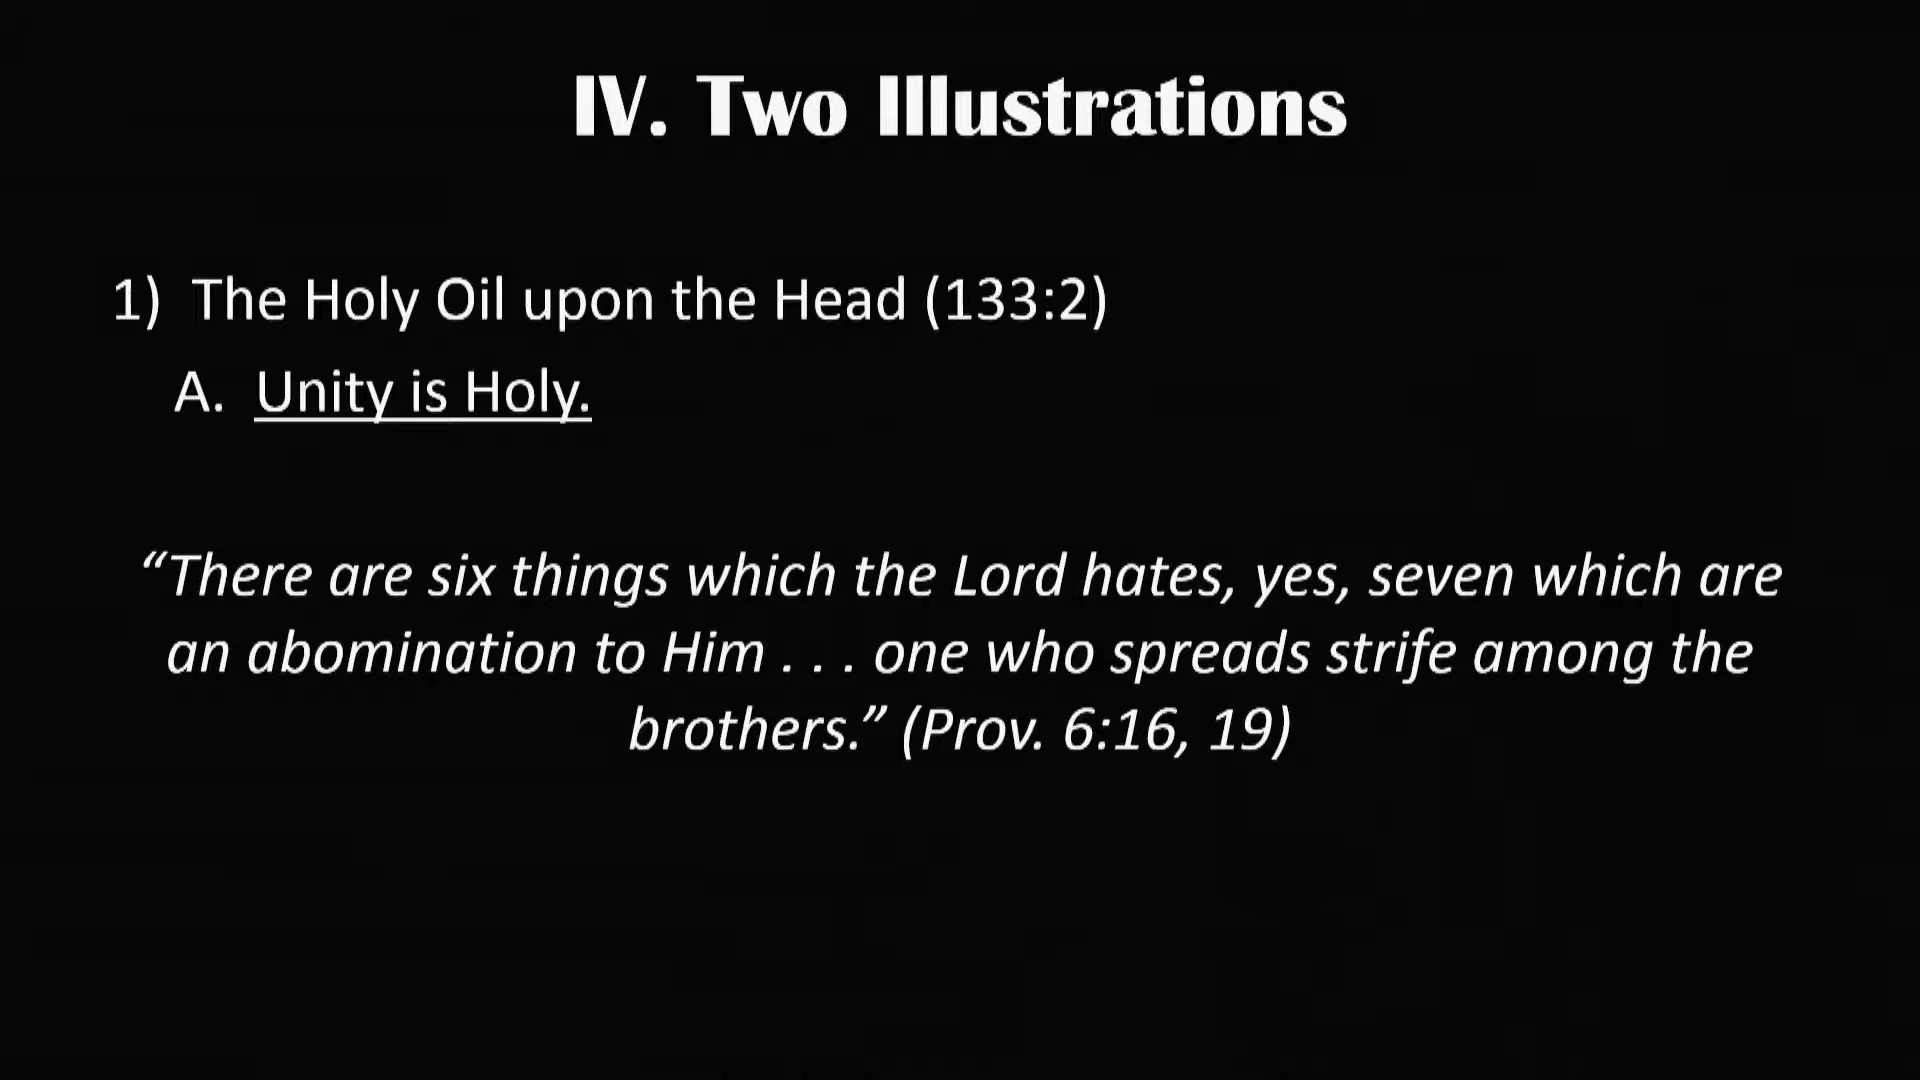 IV. Two Illustrations
1) The Holy Oil upon the Head (133:2)
A. Unity is Holy.
“There are six things which the Lord hates, yes, seven which are
an abomination to Him . . . one who spreads strife among the
brothers.” (Prov. 6:16, 19)